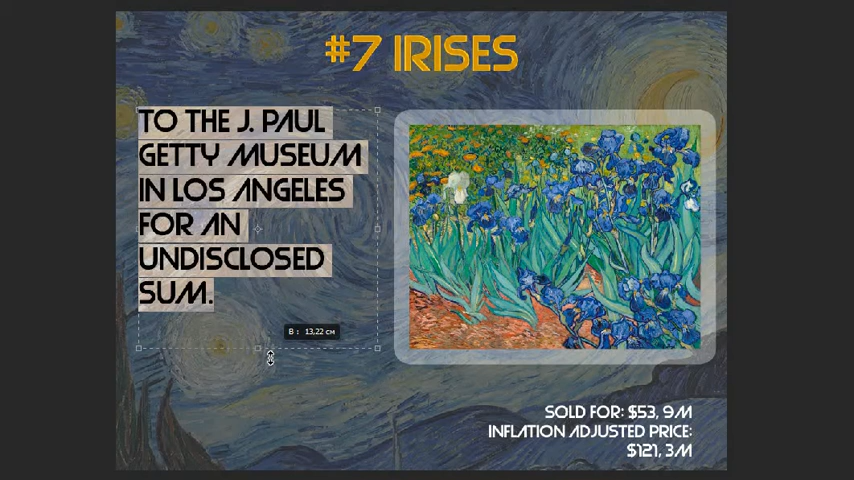 #7 IRISES
TO THE J. PAUL
GETTY MUSEUM
IN LOS ANGELES
FOR AN
UNDISCLOSED
SUM.
В : 13,22 см
SOLD FOR: $53, 9M
INFLATION ADJUSTED PRICE:
$121, 3M